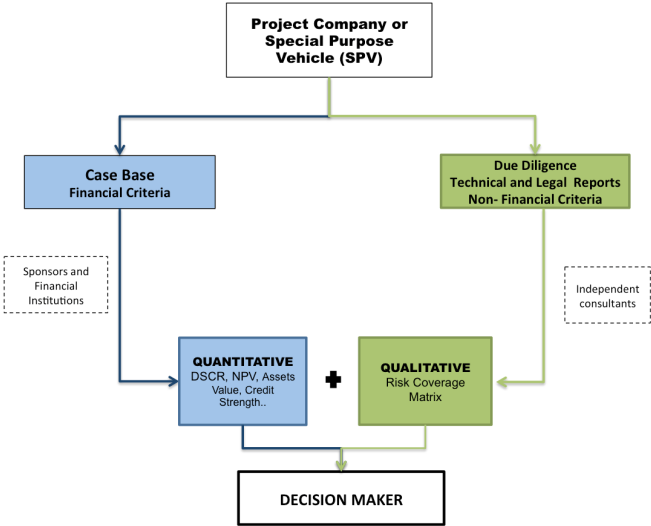 Project Company or
Special Purpose
Vehicle (SPV)
Case Base
Financial Criteria
Due Diligence
Technical and Legal Reports
Non- Financial Criteria
Sponsors and
Financial
Institutions
Independent
consultants
QUANTITATIVE
DSCR, NPV, Assets
Value, Credit
Strength..
QUALITATIVE
Risk Coverage
Matrix
DECISION MAKER